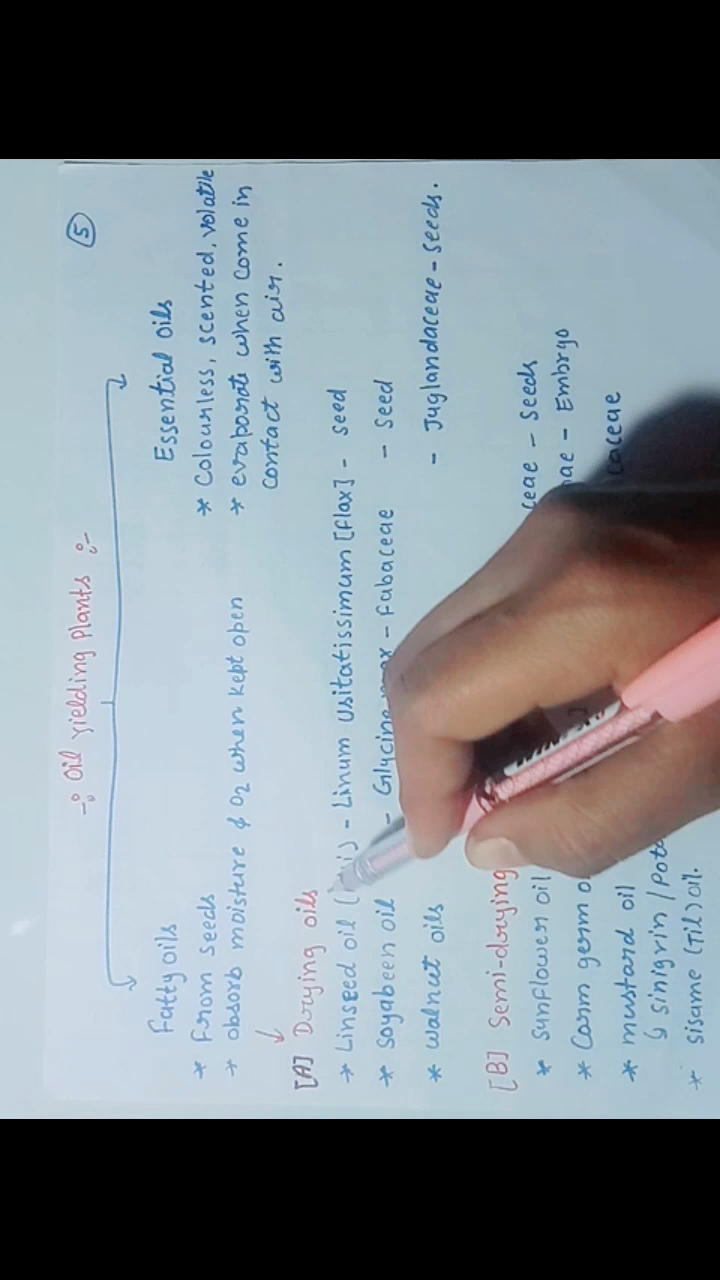 ⑤
-: Oil Yielding Plants :-
Fatty oils
* From seeds
* absorb moisture & O2 when kept open
Essential Oils
* Colourless, scented, volatile
* evaporate when come in
contact with air.
[A] Drying oils
* Linseed oil ( - Linum usitatissimum [flax] - seed
* Soyabeen oil - Glycine - fabaceae - seed
* walnut oils - Juglandaceae - seeds.
[B] Semi-drying
* Sunflower oil ceae - seeds
* Corn germ o ae - Embryo
* mustard oil caceae
↳ sinigrin / Pot
* Sisame (Til) oil.